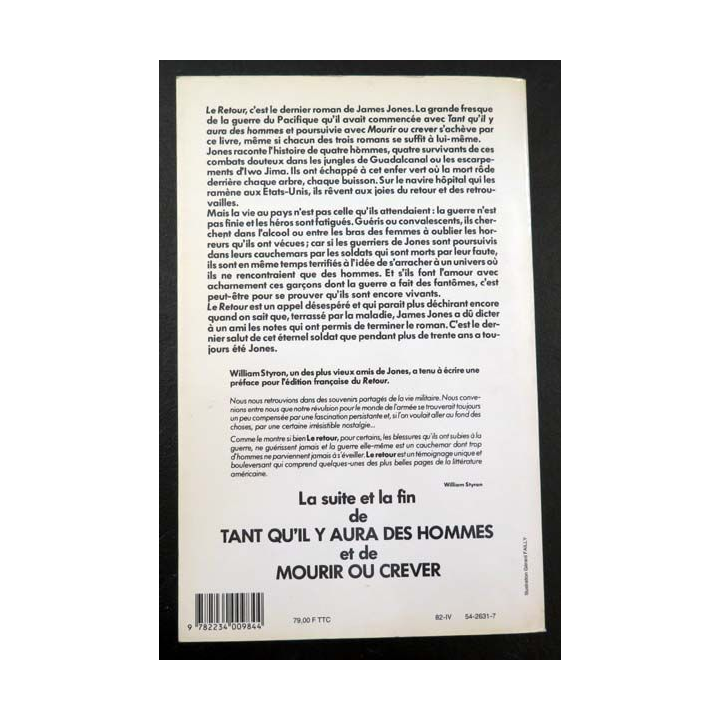 Le Retour, c'est le dernier roman de James Jones. La grande fresque
de la guerre du Pacifique qu'il avait commencée avec Tant qu'il y
aura des hommes et poursuivie avec Mourir ou crever s'achève par
ce livre, même si chacun des trois romans se suffit à lui-même.
Jones raconte l'histoire de quatre hommes, quatre survivants de ces
combats douteux dans les jungles de Guadalcanal ou les escarpe-
ments d'Iwo Jima. Ils ont échappé à cet enfer vert où la mort rôde
derrière chaque arbre, chaque buisson. Sur le navire hôpital qui les
ramène aux Etats-Unis, ils rêvent aux joies du retour et des retrou-
vailles.
Mais la vie au pays n'est pas celle qu'ils attendaient : la guerre n'est
pas finie et les héros sont fatigués. Guéris ou convalescents, ils cher-
chent dans l'alcool ou entre les bras des femmes à oublier les hor-
reurs qu'ils ont vécues ; car si les guerriers de Jones sont poursuivis
dans leurs cauchemars par les soldats qui sont morts par leur faute,
ils sont en même temps terrifiés à l'idée de s'arracher à un univers où
ils ne rencontraient que des hommes. Et s'ils font l'amour avec
acharnement ces garçons dont la guerre a fait des fantômes, c'est
peut-être pour se prouver qu'ils sont encore vivants.
Le Retour est un appel désespéré et qui parait plus déchirant encore
quand on sait que, terrassé par la maladie, James Jones a dû dicter
à un ami les notes qui ont permis de terminer le roman. C'est le der-
nier salut de cet éternel soldat que pendant plus de trente ans a tou-
jours été Jones.
William Styron, un des plus vieux amis de Jones, a tenu à écrire une
préface pour l'édition française du Retour.
Nous nous retrouvions dans des souvenirs partagés de la vie militaire. Nous conve-
nions entre nous que notre révulsion pour le monde de l'armée se trouverait toujours
un peu compensée par une fascination persistante et, si l'on voulait aller au fond des
choses, par une certaine irrésistible nostalgie...
Comme le montre si bien Le retour, pour certains, les blessures qu'ils ont subies à la
guerre, ne guérissent jamais et la guerre elle-même est un cauchemar dont trop
d'hommes ne parviennent jamais à s'éveiller. Le retour est un témoignage unique et
bouleversant qui comprend quelques-unes des plus belles pages de la littérature
américaine.
William Styron
La suite et la fin
de
TANT QU'IL Y AURA DES HOMMES
et de
MOURIR OU CREVER
Illustration Gérard FAILLY
9 782234 009844
79,00 F TTC
82-IV 54-2631-7